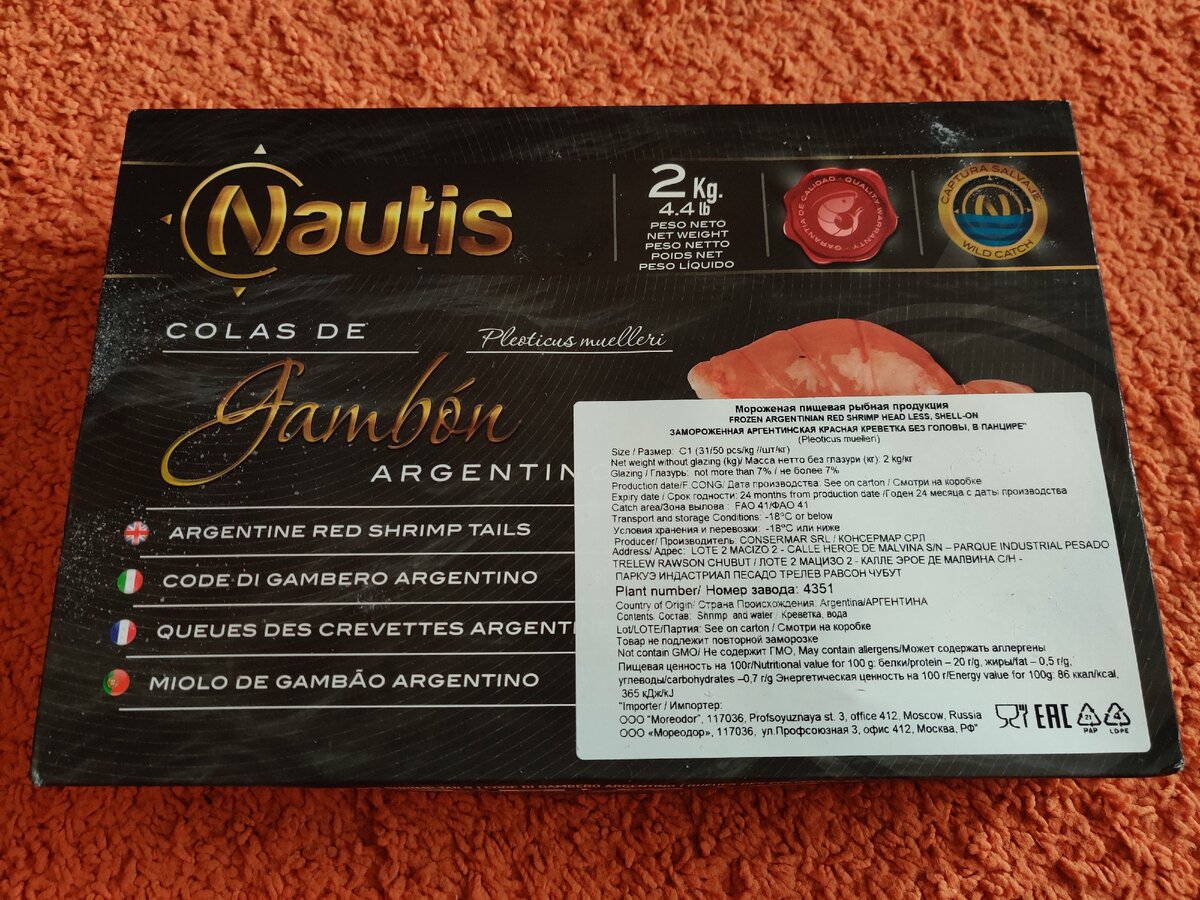 Nautis
2 Kg.
4.4 lb
PESO NETO
NET WEIGHT
PESO NETTO
POIDS NET
PESO LÍQUIDO
GARANTIA DE CALIDAD · QUALITY WARRANTY ·
CAPTURA SALVAJE
N
WILD CATCH
COLAS DE
Pleoticus muelleri
Gambón
ARGENTIN
ARGENTINE RED SHRIMP TAILS
CODE DI GAMBERO ARGENTINO
QUEUES DES CREVETTES ARGENTI
MIOLO DE GAMBÃO ARGENTINO
Мороженая пищевая рыбная продукция
FROZEN ARGENTINIAN RED SHRIMP HEAD LESS, SHELL-ON
ЗАМОРОЖЕННАЯ АРГЕНТИНСКАЯ КРАСНАЯ КРЕВЕТКА БЕЗ ГОЛОВЫ, В ПАНЦИРЕ"
(Pleoticus muelleri)
Size / Размер: C1 (31/50 pcs/kg //шт/кг)
Net weight without glazing (kg)/ Масса нетто без глазури (кг): 2 kg/кг
Glazing / Глазурь: not more than 7% / не более 7%
Production date/F.CONG/ Дата производства: See on carton / Смотри на коробке
Expiry date / Срок годности: 24 months from production date /Годен 24 месяца с даты производства
Catch area/Зона вылова : FAO 41/ФАО 41
Transport and storage Conditions: -18°C or below
Условия хранения и перевозки: -18°С или ниже
Producer/ Производитель: CONSERMAR SRL / КОНСЕРМАР СРЛ
Address/ Адрес: LOTE 2 MACIZO 2 - CALLE HEROE DE MALVINA S/N – PARQUE INDUSTRIAL PESADO
TRELEW RAWSON CHUBUT / ЛОТЕ 2 МАЦИЗО 2 - КАЛЛЕ ЭРОЕ ДЕ МАЛВИНА С/Н -
ПАРКУЭ ИНДАСТРИАЛ ПЕСАДО ТРЕЛЕВ РАВСОН ЧУБУТ
Plant number/ Номер завода: 4351
Country of Origin/ Страна Происхождения: Argentina/АРГЕНТИНА
Contents: Состав: Shrimp and water / Креветка, вода
Lot/LOTE/Партия: See on carton / Смотри на коробке
Товар не подлежит повторной заморозке
Not contain GMO/ Не содержит ГМО, May contain allergens/Может содержать аллергены
Пищевая ценность на 100г/Nutritional value for 100 g: белки/protein – 20 г/g, жиры/fat – 0,5 г/g,
углеводы/carbohydrates –0,7 г/g Энергетическая ценность на 100 г/Energy value for 100g: 86 ккал/kcal,
365 кДж/kJ
"Importer / Импортер:
ООО "Moreodor", 117036, Profsoyuznaya st. 3, office 412, Moscow, Russia
ООО «Мореодор», 117036, ул.Профсоюзная 3, офис 412, Москва, РФ"
EAC
21
PAP
4
LDPE